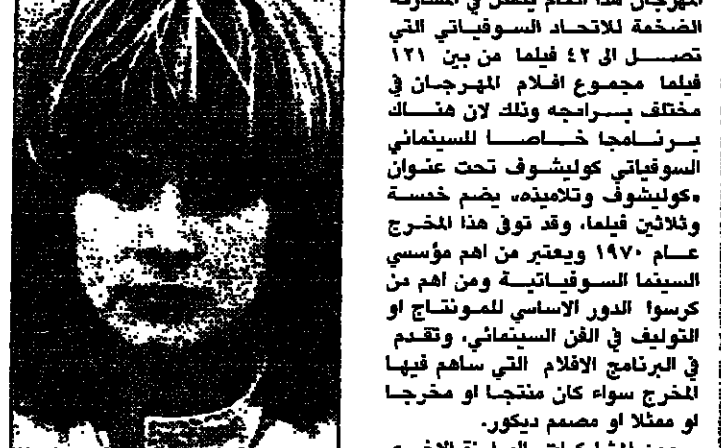 المهرجان هذا العام يتمثل في المشاركة
الضخمة للاتحاد السوفياتي التي
تصل الى ٤٢ فيلما من بين ١٢١
فيلما مجموع افلام المهرجان في
مختلف برامجه وذلك لان هناك
برنامجا خاصا للسينمائي
السوفياتي كوليشوف تحت عنوان
«كوليشوف وتلاميذه» يضم خمسة
وثلاثين فيلما، وقد توفي هذا المخرج
عام ١٩٧٠ ويعتبر من اهم مؤسسي
السينما السوفياتية ومن اهم من
كرسوا الدور الاساسي للمونتاج او
التوليف في الفن السينمائي، وتقدم
في البرنامج الافلام التي ساهم فيها
المخرج سواء كان منتجا او مخرجا
او ممثلا او مصمم ديكور.